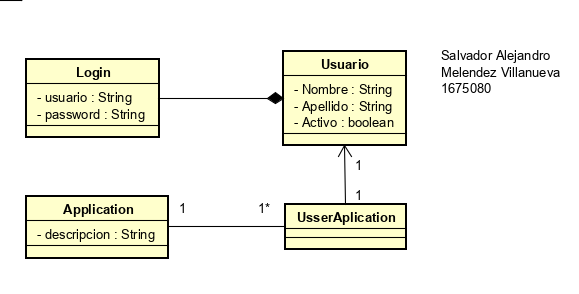 Login
- usuario : String
- password : String
Usuario
- Nombre : String
- Apellido : String
- Activo : boolean
Salvador Alejandro
Melendez Villanueva
1675080
1
1
Application
- descripcion : String
1
1*
UsserAplication